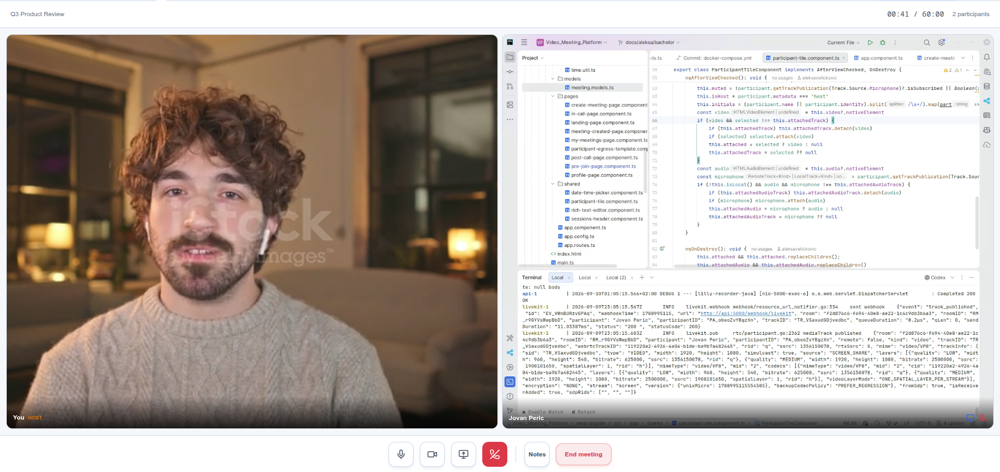 Q3 Product Review
00:41 / 60:00 2 participants
iStock
Getty Images™
You HOST
VP Video_Meeting_Platform docs/aleksa/bachelor Current File
Project
time.util.ts
models
meeting.models.ts
pages
create-meeting-page.component
in-call-page.component.ts
landing-page.component.ts
meeting-created-page.componer
my-meetings-page.component.ts
participant-egress-template.comp
post-call-page.component.ts
pre-join-page.component.ts
profile-page.component.ts
shared
date-time-picker.component.ts
participant-tile.component.ts
rich-text-editor.component.ts
sessions-header.component.ts
app.component.ts
app.config.ts
app.routes.ts
index.html
main.ts
ls.ts Commit: docker-compose.yml participant-tile.component.ts app.component.ts create-meeti
38 export class ParticipantTileComponent implements AfterViewChecked, OnDestroy { 2 1
55 ngAfterViewChecked(): void { no usages aleksavelickovic
62 this.muted = !participant.getTrackPublication(Track.Source.Microphone)?.isSubscribed || Boolean(
63 this.isHost = participant.metadata === 'host'
64 this.initials = (participant.name || participant.identity).split( splitter: /\s+/).map(part : string =>
65 const video : HTMLVideoElement | undefined = this.video?.nativeElement
66 if (video && selected !== this.attachedTrack) {
67 if (this.attachedTrack) this.attachedTrack.detach(video)
68 if (selected) selected.attach(video)
69 this.attached = selected ? video : null
70 this.attachedTrack = selected ?? null
71 }
72 const audio : HTMLAudioElement | undefined = this.audio?.nativeElement
73 const microphone : RemoteTrack<Kind> | LocalTrack<Kind> | un... = participant.getTrackPublication(Track.Sour
74 if (!this.isLocal() && audio && microphone !== this.attachedAudioTrack) {
75 if (this.attachedAudioTrack) this.attachedAudioTrack.detach(audio)
76 if (microphone) microphone.attach(audio)
77 this.attachedAudio = microphone ? audio : null
78 this.attachedAudioTrack = microphone ?? null
79 }
80 }
81
82 ngOnDestroy(): void { no usages aleksavelickovic
83 this.attached && this.attached.replaceChildren();
84 this.attachedAudio && this.attachedAudio.replaceChildren()
Terminal Local Local Local (2) Codex
te: null body
api-1 | 2026-09-10T01:05:15.566+02:00 DEBUG 1 --- [lilly-recorder-java] [nio-5000-exec-6] o.s.web.servlet.DispatcherServlet : Completed 200
OK
livekit-1 | 2026-09-09T23:05:15.567Z INFO livekit.webhook webhook/resource_url_notifier.go:334 sent webhook {"event": "track_published",
"id": "EV_VWnBURzvGPAq", "webhookTime": 1788995115, "url": "http://api:5000/webhook/livekit", "room": "f2d876c6-f694-40e8-ae22-1c4c9db3b6a3", "roomID": "RM
_r9GYVsWwpBbD", "participant": "Jovan Peric", "participantID": "PA_obeoZvYBgzXn", "trackID": "TR_VSaxudGDjvedbc", "queueDuration": "8.2µs", "qLen": 0, "send
Duration": "11.03387ms", "status": "200 ", "statusCode": 200}
livekit-1 | 2026-09-09T23:05:15.603Z INFO livekit.pub rtc/participant.go:2362 mediaTrack published {"room": "f2d876c6-f694-40e8-ae22-1c
4c9db3b6a3", "roomID": "RM_r9GYVsWwpBbD", "participant": "Jovan Peric", "participantID": "PA_obeoZvYBgzXn", "remote": false, "kind": "video", "trackID": "TR
_VSaxudGDjvedbc", "webrtcTrackID": "119220a2-4926-4a04-b1de-ba9b7a482445", "rid": "q", "ssrc": 1356150078, "rtxSsrc": 0, "mime": "video/VP8", "trackInfo": {
"sid": "TR_VSaxudGDjvedbc", "type": "VIDEO", "width": 1920, "height": 1080, "simulcast": true, "source": "SCREEN_SHARE", "layers": [{"quality": "LOW", "widt
h": 960, "height": 540, "bitrate": 625000, "ssrc": 1356150078, "rid": "q"}, {"quality": "MEDIUM", "width": 1920, "height": 1080, "bitrate": 2500000, "ssrc":
1908101650, "spatialLayer": 1, "rid": "h"}], "mimeType": "video/VP8", "mid": "2", "codecs": [{"mimeType": "video/VP8", "mid": "2", "cid": "119220a2-4926-4a
04-b1de-ba9b7a482445", "layers": [{"quality": "LOW", "width": 960, "height": 540, "bitrate": 625000, "ssrc": 1356150078, "rid": "q"}, {"quality": "MEDIUM",
"width": 1920, "height": 1080, "bitrate": 2500000, "ssrc": 1908101650, "spatialLayer": 1, "rid": "h"}], "videoLayerMode": "ONE_SPATIAL_LAYER_PER_STREAM"}],
"encryption": "NONE", "stream": "screen", "version": {"unixMicro": 1788995115554585}, "backupCodecPolicy": "PREFER_REGRESSION"}, "fromSdp": true, "isReceive
rAdded": true, "sdpRids": ["", "", ""]}
w Enable Watch d Detach
Jovan Peric
Video_Meeting_Platform web-angular src app shared participant-tile.component.ts ParticipantTileComponent 66:56 LF UTF-8 4 spaces
Notes End meeting